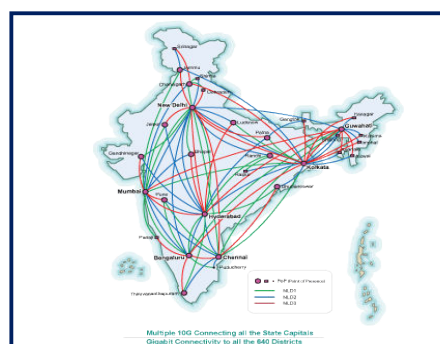 Srinagar
Jammu
Shimla
Chandigarh
Dehradun
New Delhi
Jaipur
Lucknow
Gangtok
Itanagar
Guwahati
Kohima
Imphal
Aizawl
Patna
Ranchi
Kolkata
Gandhinagar
Bhopal
Raipur
Bhubaneswar
Mumbai
Pune
Hyderabad
Panaji
Bengaluru
Chennai
Puducherry
Thiruvananthapuram
PoP (Point of Presence)
NLD1
NLD2
NLD3
Multiple 10G Connecting all the State Capitals
Gigabit Connectivity to all the 640 Districts